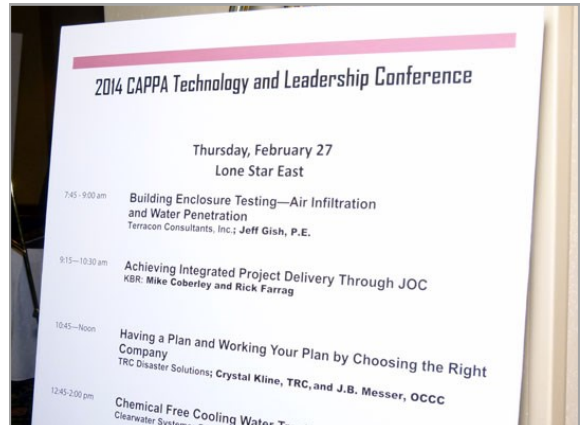 2014 CAPPA Technology and Leadership Conference
Thursday, February 27
Lone Star East
7:45 - 9:00 am
Building Enclosure Testing—Air Infiltration
and Water Penetration
Terracon Consultants, Inc.; Jeff Gish, P.E.
9:15—10:30 am
Achieving Integrated Project Delivery Through JOC
KBR: Mike Coberley and Rick Farrag
10:45—Noon
Having a Plan and Working Your Plan by Choosing the Right
Company
TRC Disaster Solutions; Crystal Kline, TRC, and J.B. Messer, OCCC
12:45-2:00 pm
Chemical Free Cooling Water
Clearwater